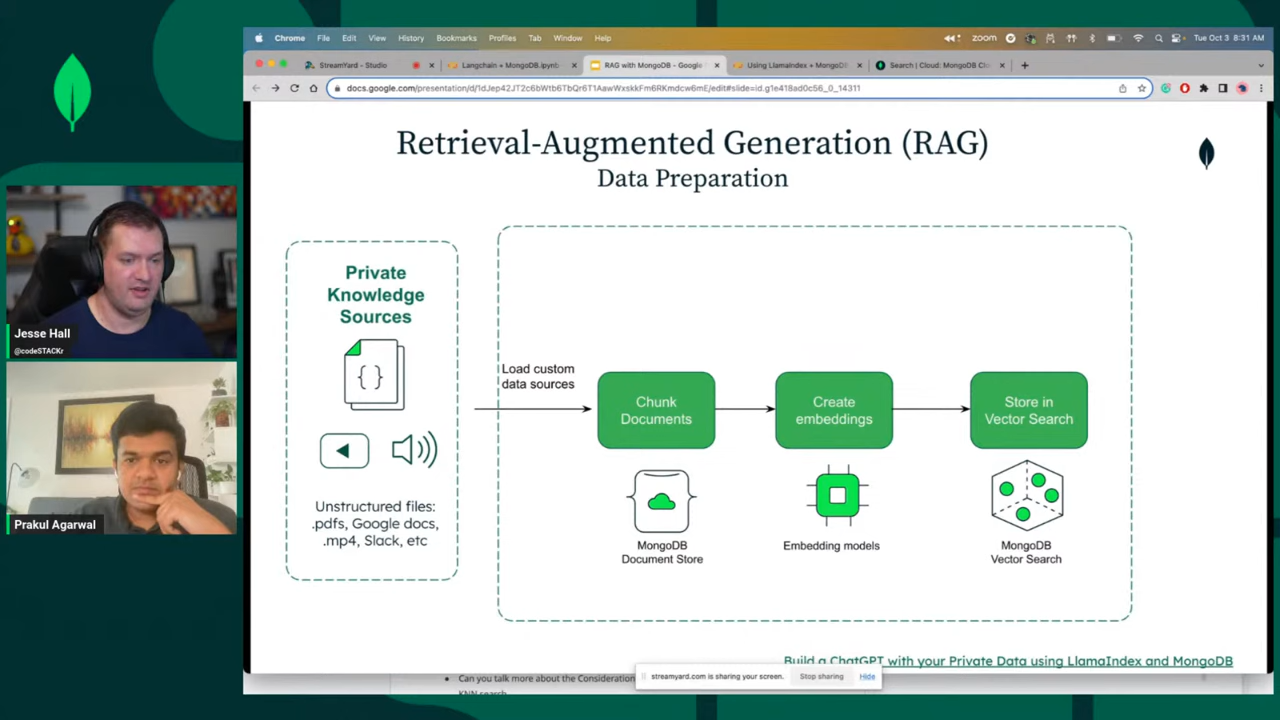 Chrome File Edit View History Bookmarks Profiles Tab Window Help
zoom
Tue Oct 3 8:31 AM
StreamYard - Studio
Langchain + MongoDB.ipynb
RAG with MongoDB - Google
Using LlamaIndex + MongoD
Search | Cloud: MongoDB Cl
docs.google.com/presentation/d/1dJep42JT2c6bWtb6TbQr6T1AawWxskkFm6RKmdcw6mE/edit#slide=id.g1e418ad0c56_0_14311
Retrieval-Augmented Generation (RAG)
Data Preparation
Private
Knowledge
Sources
{ }
Unstructured files:
.pdfs, Google docs,
.mp4, Slack, etc
Load custom
data sources
Chunk
Documents
Create
embeddings
Store in
Vector Search
MongoDB
Document Store
Embedding models
MongoDB
Vector Search
Build a ChatGPT with your Private Data using LlamaIndex and MongoDB
streamyard.com is sharing your screen.
Stop sharing
Hide
Can you talk more about the Consideration
KNN search
Jesse Hall
@codeSTACKr
Prakul Agarwal